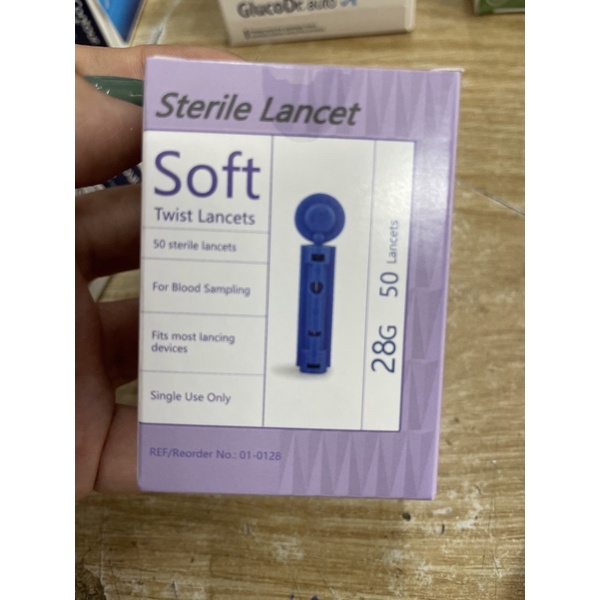 GlucoDr. auto
Sterile Lancet
Soft
Twist Lancets
50 sterile lancets
For Blood Sampling
Fits most lancing
devices
Single Use Only
28G 50 Lancets
REF/Reorder No.: 01-0128